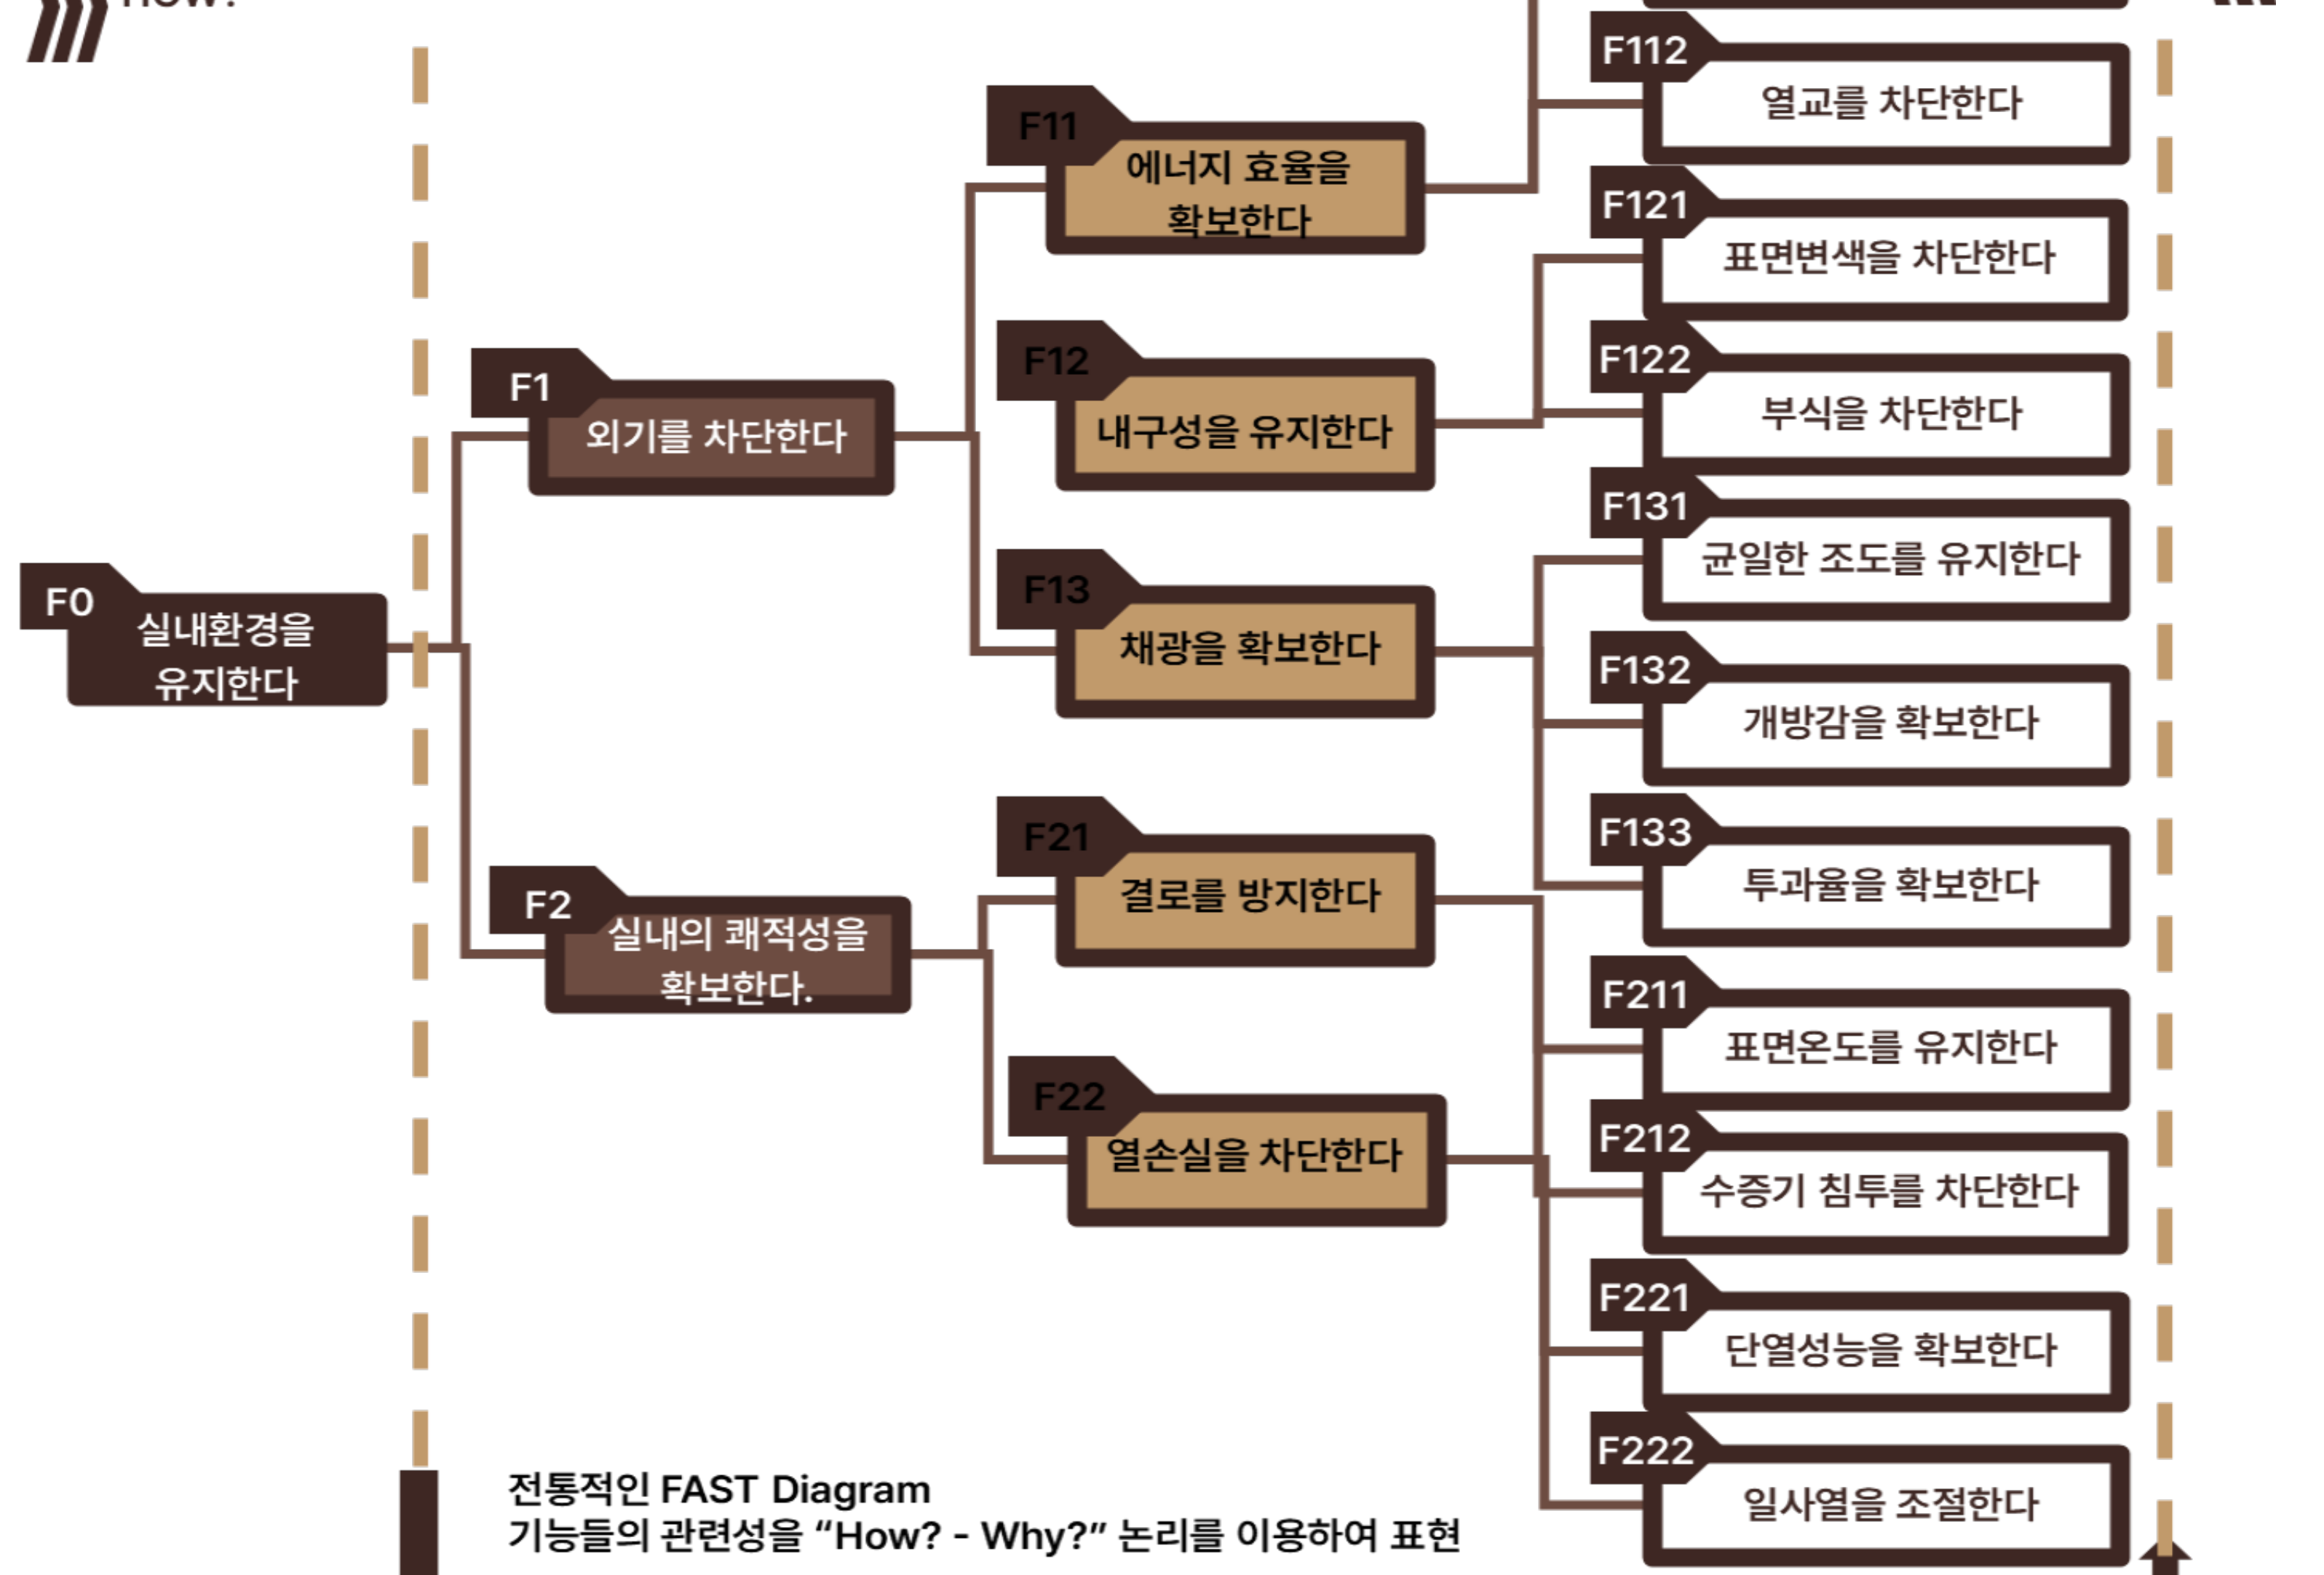 how?
F112
열교를 차단한다
F11
에너지 효율을
확보한다
F121
표면변색을 차단한다
F12
내구성을 유지한다
F122
부식을 차단한다
F1
외기를 차단한다
F131
균일한 조도를 유지한다
F13
채광을 확보한다
F0
실내환경을
유지한다
F132
개방감을 확보한다
F133
투과율을 확보한다
F21
결로를 방지한다
F2
실내의 쾌적성을
확보한다.
F211
표면온도를 유지한다
F22
열손실을 차단한다
F212
수증기 침투를 차단한다
F221
단열성능을 확보한다
F222
일사열을 조절한다
전통적인 FAST Diagram
기능들의 관련성을 “How? - Why?” 논리를 이용하여 표현